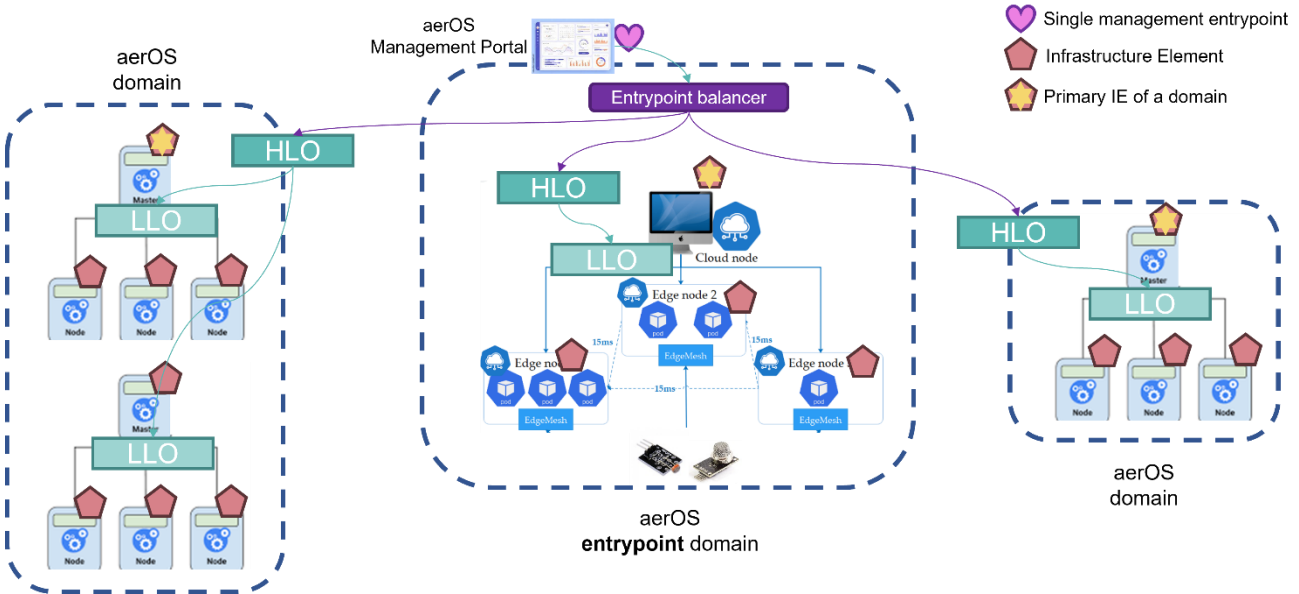 aerOS
Management Portal
Single management entrypoint
Infrastructure Element
Primary IE of a domain
aerOS
domain
Entrypoint balancer
HLO
Master
LLO
Node
Node
Node
Master
LLO
Node
Node
Node
HLO
Cloud node
LLO
Edge node 2
pod
pod
EdgeMesh
15ms
15ms
15ms
Edge no
pod
pod
pod
EdgeMesh
Edge node
pod
EdgeMesh
aerOS
entrypoint domain
HLO
Master
LLO
Node
Node
Node
aerOS
domain